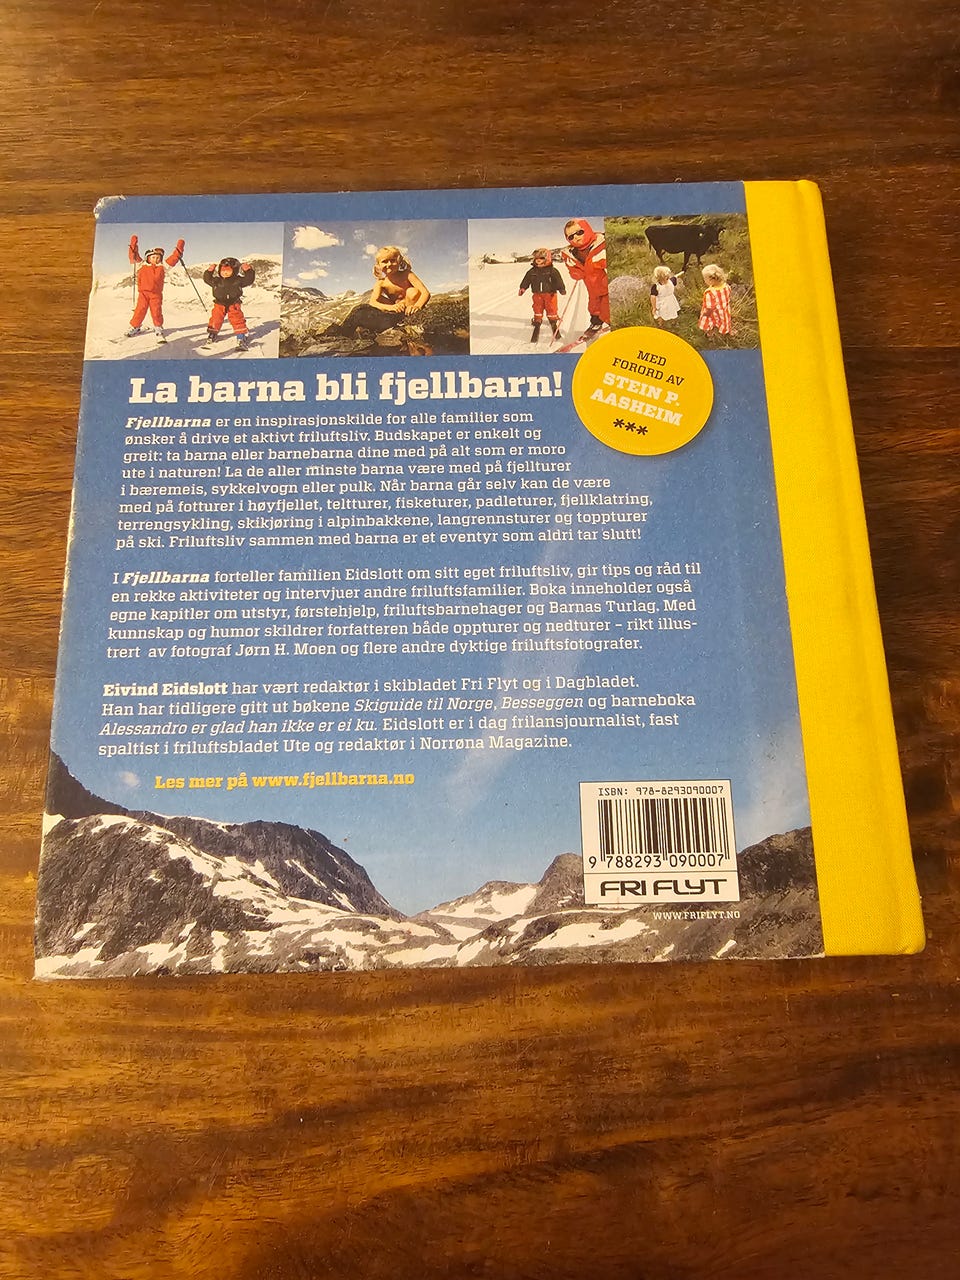 MED
FORORD AV
STEIN P.
AASHEIM
***
La barna bli fjellbarn!
Fjellbarna er en inspirasjonskilde for alle familier som
ønsker å drive et aktivt friluftsliv. Budskapet er enkelt og
greit: ta barna eller barnebarna dine med på alt som er moro
ute i naturen! La de aller minste barna være med på fjellturer
i bæremeis, sykkelvogn eller pulk. Når barna går selv kan de være
med på fotturer i høyfjellet, teltturer, fisketurer, padleturer, fjellklatring,
terrengsykling, skikjøring i alpinbakkene, langrennsturer og toppturer
på ski. Friluftsliv sammen med barna er et eventyr som aldri tar slutt!
I Fjellbarna forteller familien Eidslott om sitt eget friluftsliv, gir tips og råd til
en rekke aktiviteter og intervjuer andre friluftsfamilier. Boka inneholder også
egne kapitler om utstyr, førstehjelp, friluftsbarnehager og Barnas Turlag. Med
kunnskap og humor skildrer forfatteren både oppturer og nedturer – rikt illus-
trert av fotograf Jørn H. Moen og flere andre dyktige friluftsfotografer.
Eivind Eidslott har vært redaktør i skibladet Fri Flyt og i Dagbladet.
Han har tidligere gitt ut bøkene Skiguide til Norge, Besseggen og barneboka
Alessandro er glad han ikke er ei ku. Eidslott er i dag frilansjournalist, fast
spaltist i friluftsbladet Ute og redaktør i Norrøna Magazine.
Les mer på www.fjellbarna.no
ISBN: 978-8293090007
9 788293 090007
FRI FLYT
WWW.FRIFLYT.NO